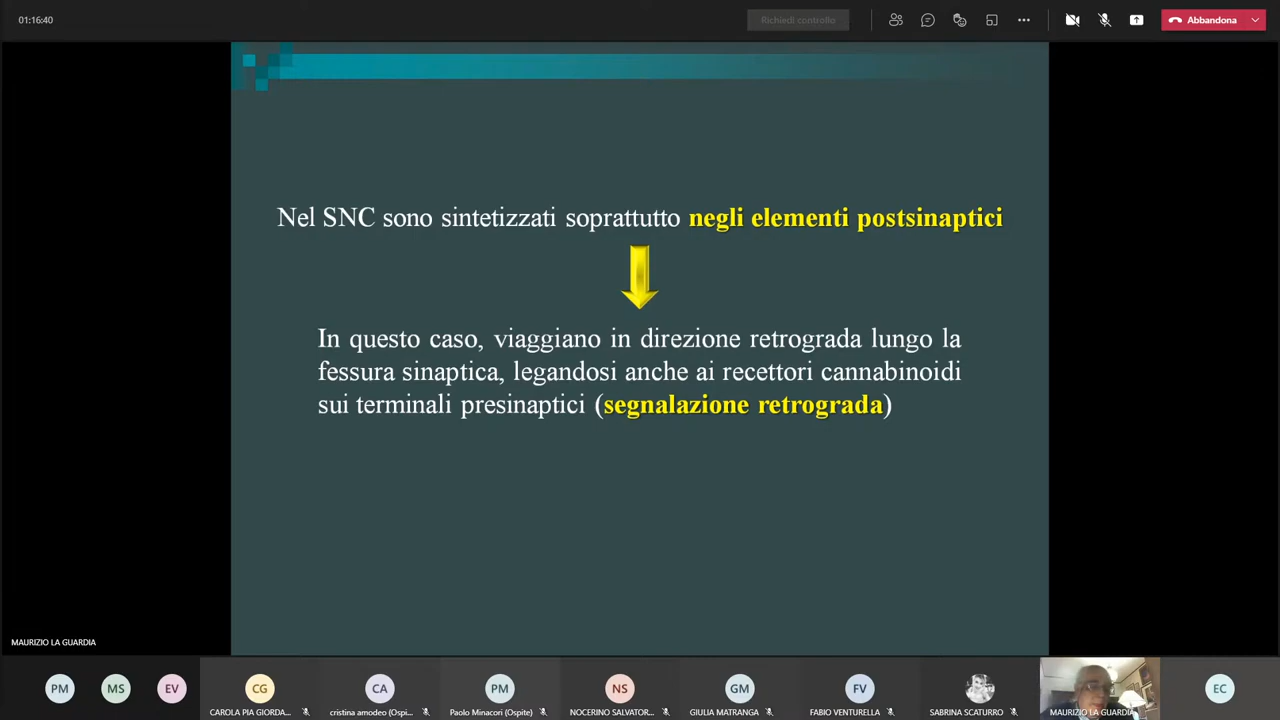 01:16:40
Richiedi controllo
Abbandona
Nel SNC sono sintetizzati soprattutto negli elementi postsinaptici
In questo caso, viaggiano in direzione retrograda lungo la
fessura sinaptica, legandosi anche ai recettori cannabinoidi
sui terminali presinaptici (segnalazione retrograda)
MAURIZIO LA GUARDIA
PM
MS
EV
CG
CAROLA PIA GIORDA...
CA
cristina amodeo (Ospi...
PM
Paolo Minacori (Ospite)
NS
NOCERINO SALVATOR...
GM
GIULIA MATRANGA
FV
FABIO VENTURELLA
SABRINA SCATURRO
MAURIZIO LA GUARDIA
EC